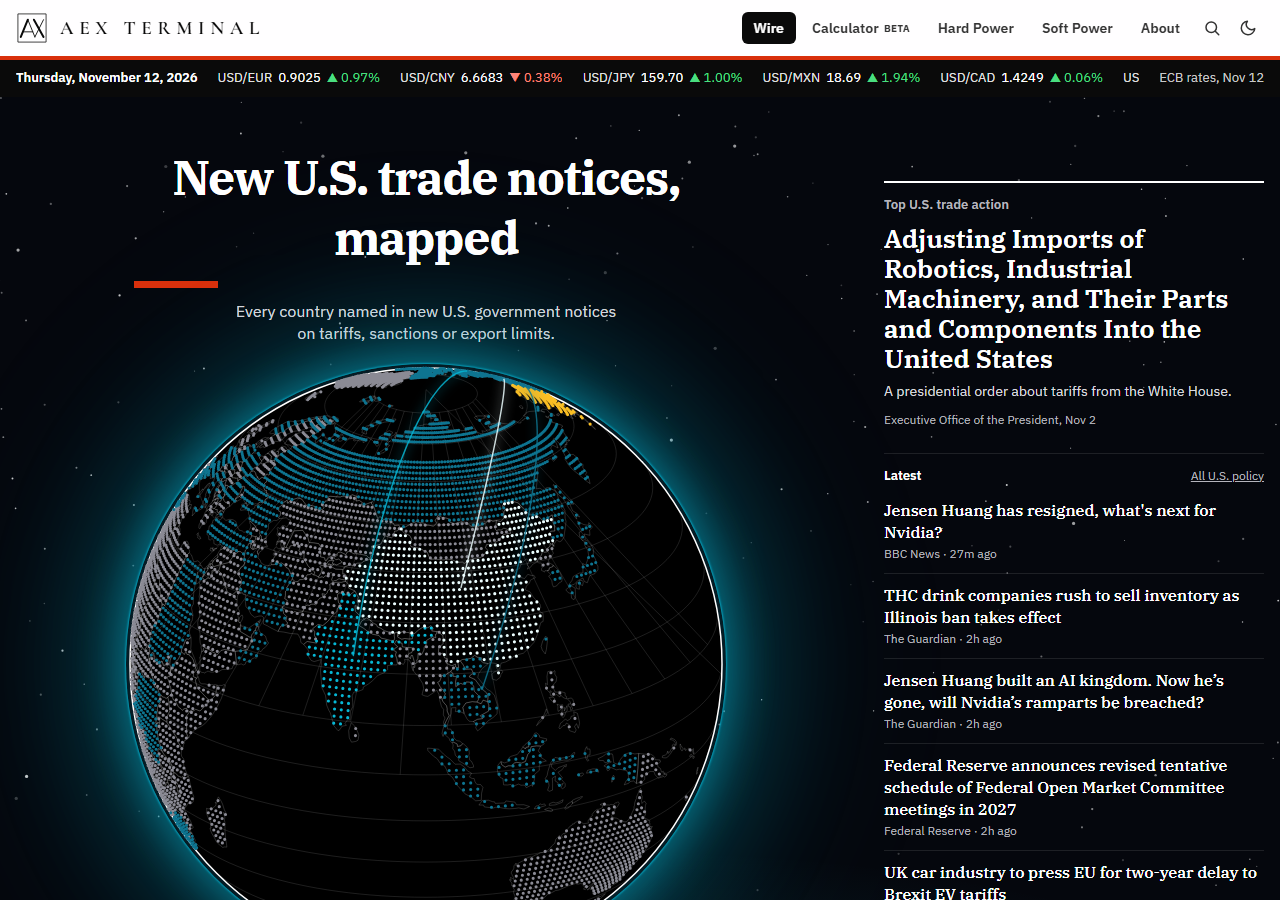 AX AEX TERMINAL
Wire Calculator BETA Hard Power Soft Power About
Thursday, November 12, 2026 USD/EUR 0.9025 ▲ 0.97% USD/CNY 6.6683 ▼ 0.38% USD/JPY 159.70 ▲ 1.00% USD/MXN 18.69 ▲ 1.94% USD/CAD 1.4249 ▲ 0.06% US ECB rates, Nov 12
New U.S. trade notices,
mapped
Every country named in new U.S. government notices
on tariffs, sanctions or export limits.
Top U.S. trade action
Adjusting Imports of
Robotics, Industrial
Machinery, and Their Parts
and Components Into the
United States
A presidential order about tariffs from the White House.
Executive Office of the President, Nov 2
Latest All U.S. policy
Jensen Huang has resigned, what's next for
Nvidia?
BBC News · 27m ago
THC drink companies rush to sell inventory as
Illinois ban takes effect
The Guardian · 2h ago
Jensen Huang built an AI kingdom. Now he’s
gone, will Nvidia’s ramparts be breached?
The Guardian · 2h ago
Federal Reserve announces revised tentative
schedule of Federal Open Market Committee
meetings in 2027
Federal Reserve · 2h ago
UK car industry to press EU for two-year delay to
Brexit EV tariffs